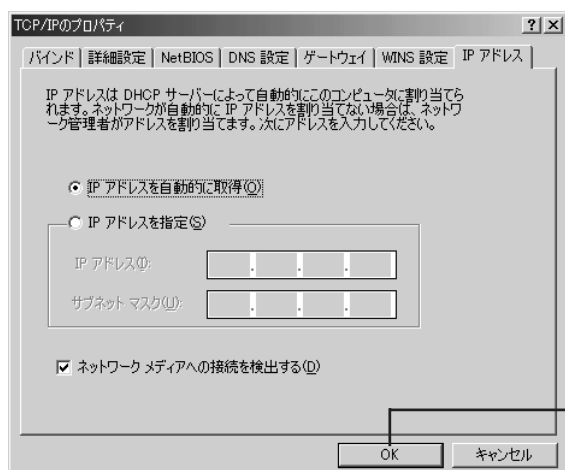 TCP/IPのプロパティ
バインド 詳細設定 NetBIOS DNS 設定 ゲートウェイ WINS 設定 IP アドレス
IP アドレスは DHCP サーバーによって自動的にこのコンピュータに割り当てら
れます。ネットワークが自動的に IP アドレスを割り当てない場合は、ネットワ
ーク管理者がアドレスを割り当てます。次にアドレスを入力してください。
IP アドレスを自動的に取得(O)
IP アドレスを指定(S)
IP アドレス(I):
サブネット マスク(U):
ネットワーク メディアへの接続を検出する(D)
OK キャンセル